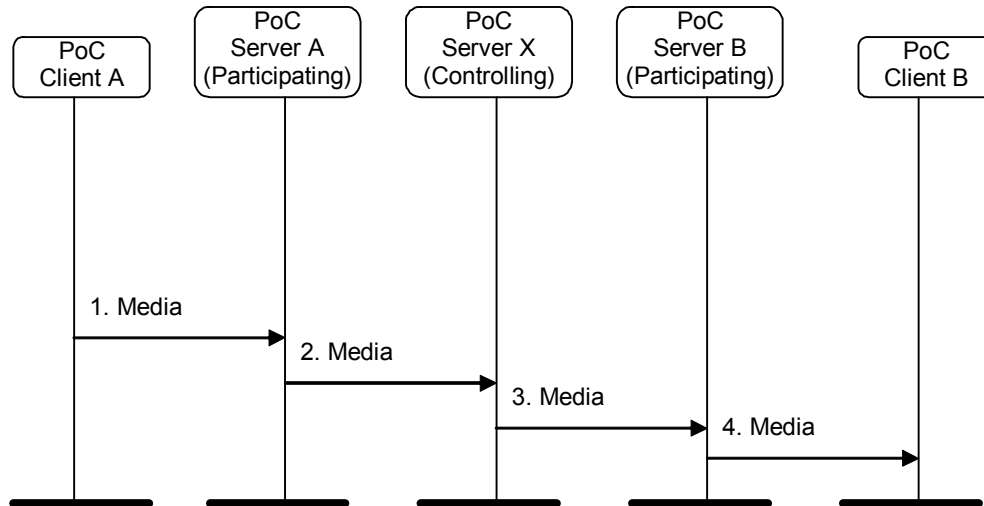 PoC
Client A
PoC
Server A
(Participating)
PoC
Server X
(Controlling)
PoC
Server B
(Participating)
PoC
Client B
1. Media
2. Media
3. Media
4. Media